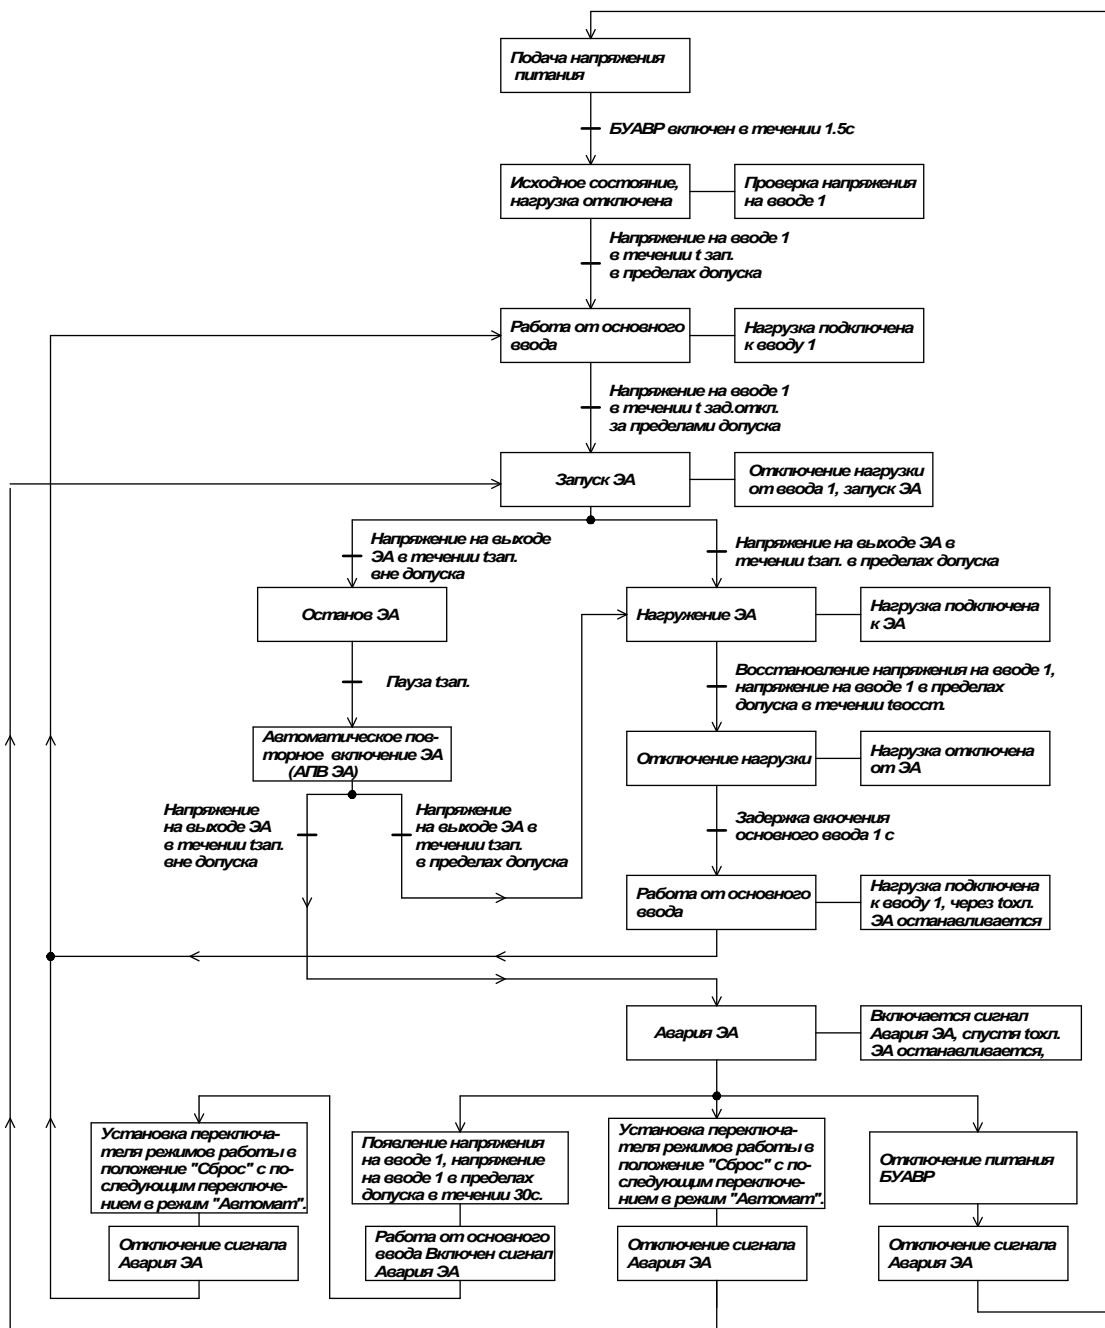 Подача напряжения
питания
БУАВР включен в течении 1.5с
Исходное состояние,
нагрузка отключена
Проверка напряжения
на вводе 1
Напряжение на вводе 1
в течении t зап.
в пределах допуска
Работа от основного
ввода
Нагрузка подключена
к вводу 1
Напряжение на вводе 1
в течении t зад.откл.
за пределами допуска
Запуск ЭА
Отключение нагрузки
от ввода 1, запуск ЭА
Напряжение на выходе
ЭА в течении tзап.
вне допуска
Напряжение на выходе ЭА в
течении tзап. в пределах допуска
Останов ЭА
Нагружение ЭА
Нагрузка подключена
к ЭА
Пауза tзап.
Восстановление напряжения на вводе 1,
напряжение на вводе 1 в пределах
допуска в течении tвосст.
Автоматическое пов-
торное включение ЭА
(АПВ ЭА)
Отключение нагрузки
Нагрузка отключена
от ЭА
Напряжение
на выходе ЭА
в течении tзап.
вне допуска
Напряжение
на выходе ЭА в
течении tзап.
в пределах допуска
Задержка вкючения
основного ввода 1 с
Работа от основного
ввода
Нагрузка подключена
к вводу 1, через tохл.
ЭА останавливается
Авария ЭА
Включается сигнал
Авария ЭА, спустя tохл.
ЭА останавливается,
Установка переключа-
теля режимов работы в
положение "Сброс" с по-
следующим переключе-
нием в режим "Автомат".
Появление напряжения
на вводе 1, напряжение
на вводе 1 в пределах
допуска в течении 30с.
Установка переключа-
теля режимов работы в
положение "Сброс" с по-
следующим переключе-
нием в режим "Автомат".
Отключение питания
БУАВР
Отключение сигнала
Авария ЭА
Работа от основного
ввода Включен сигнал
Авария ЭА
Отключение сигнала
Авария ЭА
Отключение сигнала
Авария ЭА